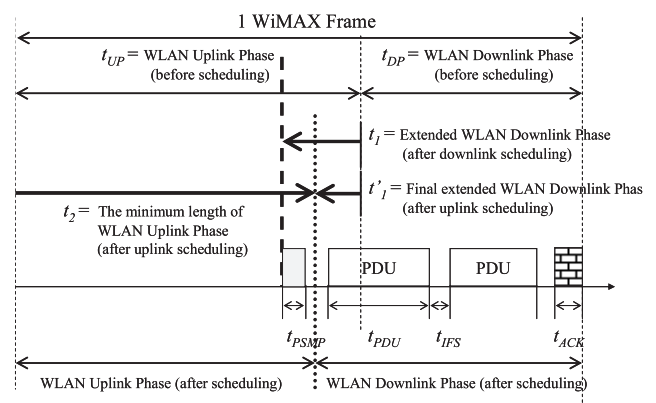 1 WiMAX Frame
t_UP = WLAN Uplink Phase
(before scheduling)
t_DP = WLAN Downlink Phase
(before scheduling)
t_1 = Extended WLAN Downlink Phase
(after downlink scheduling)
t'_1 = Final extended WLAN Downlink Phas
(after uplink scheduling)
t_2 = The minimum length of
WLAN Uplink Phase
(after uplink scheduling)
PDU
PDU
t_PSMP
t_PDU
t_IFS
t_ACK
WLAN Uplink Phase (after scheduling)
WLAN Downlink Phase (after scheduling)